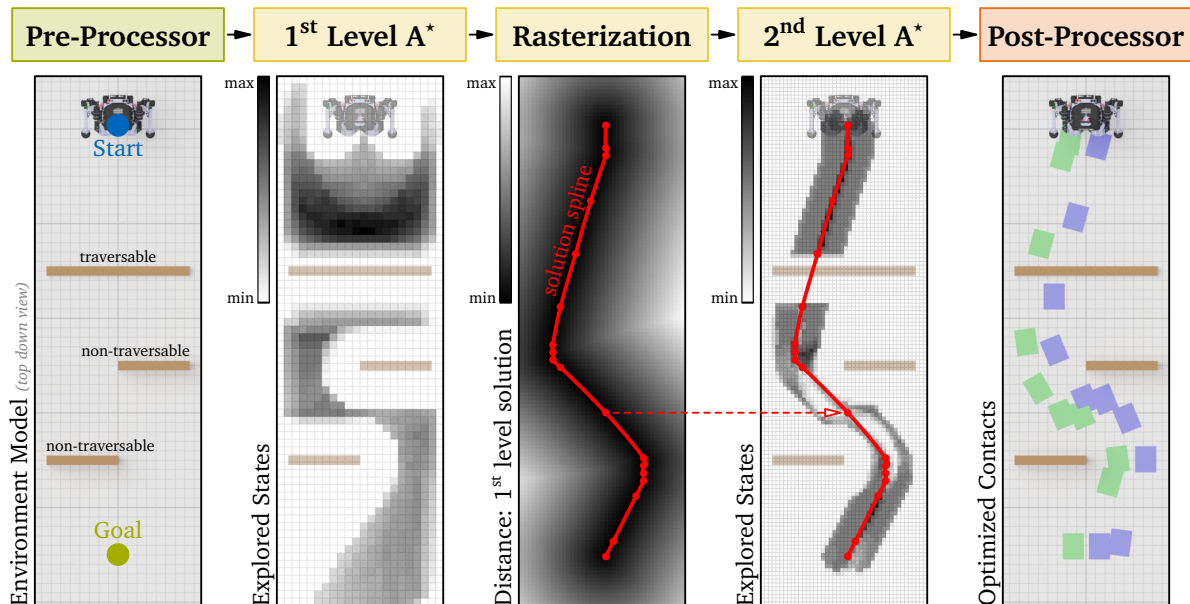 Pre-Processor
1st Level A⋆
Rasterization
2nd Level A⋆
Post-Processor
Environment Model (top down view)
Start
traversable
non-traversable
non-traversable
Goal
max
min
Explored States
max
min
Distance: 1st level solution
solution spline
max
min
Explored States
Optimized Contacts